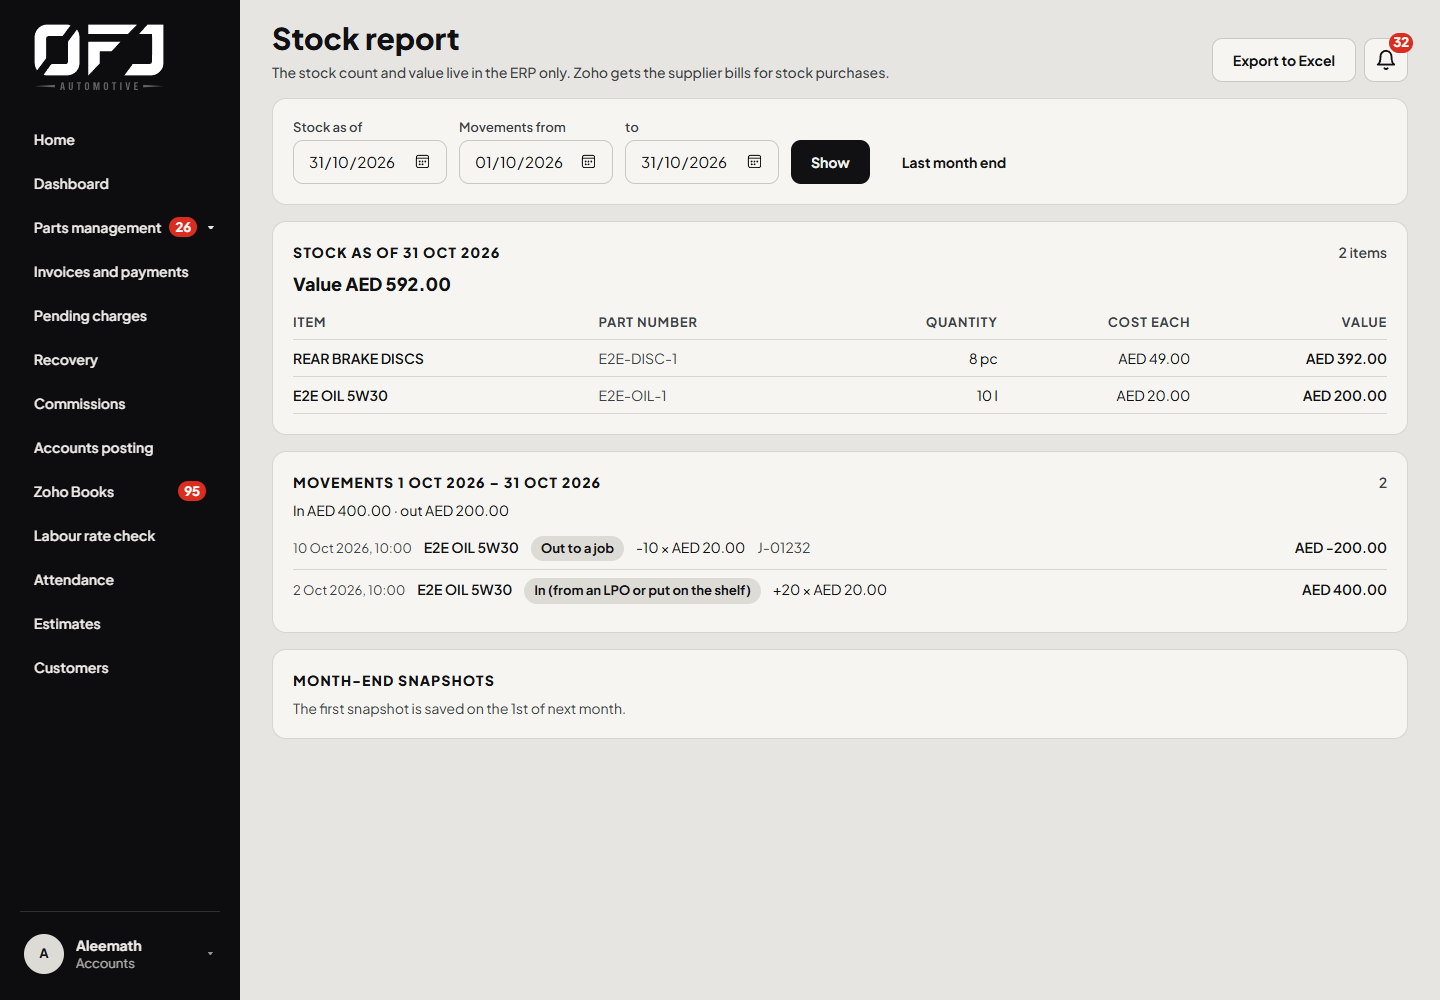 OFJ
AUTOMOTIVE
Home
Dashboard
Parts management 26
Invoices and payments
Pending charges
Recovery
Commissions
Accounts posting
Zoho Books 95
Labour rate check
Attendance
Estimates
Customers
A
Aleemath
Accounts
Stock report
The stock count and value live in the ERP only. Zoho gets the supplier bills for stock purchases.
Export to Excel
32
Stock as of Movements from to
31/10/2026 01/10/2026 31/10/2026 Show Last month end
STOCK AS OF 31 OCT 2026 2 items
Value AED 592.00
ITEM PART NUMBER QUANTITY COST EACH VALUE
REAR BRAKE DISCS E2E-DISC-1 8 pc AED 49.00 AED 392.00
E2E OIL 5W30 E2E-OIL-1 10 l AED 20.00 AED 200.00
MOVEMENTS 1 OCT 2026 – 31 OCT 2026 2
In AED 400.00 · out AED 200.00
10 Oct 2026, 10:00 E2E OIL 5W30 Out to a job -10 × AED 20.00 J-01232 AED -200.00
2 Oct 2026, 10:00 E2E OIL 5W30 In (from an LPO or put on the shelf) +20 × AED 20.00 AED 400.00
MONTH-END SNAPSHOTS
The first snapshot is saved on the 1st of next month.